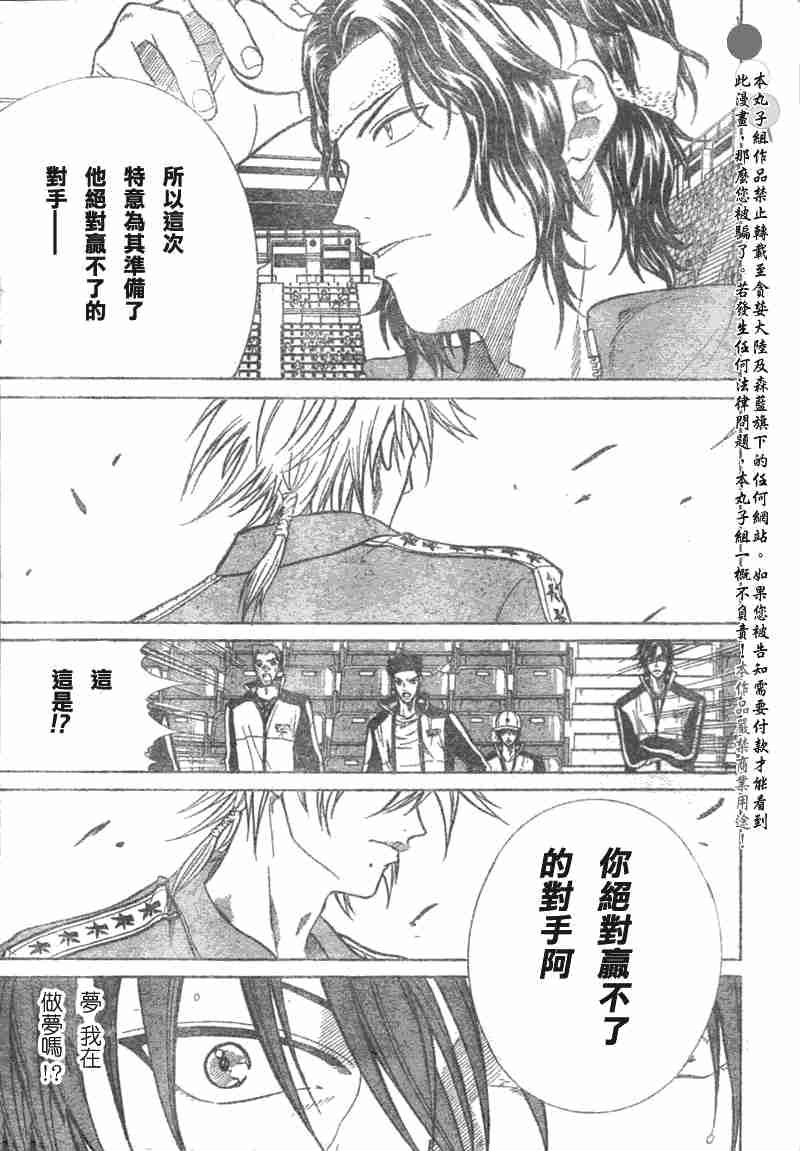 所以這次
特意為其準備了
他絕對贏不了的
對手——
這
這是!?
你絕對贏不了
的對手阿
夢 我在
做夢嗎!?
本丸子組作品禁止轉載至貪婪大陸及森藍旗下的任何網站。如果您被告知需要付款才能看到
此漫畫，那麼您被騙了。若發生任何法律問題，本丸子組一概不負責！本作品嚴禁商業用途！